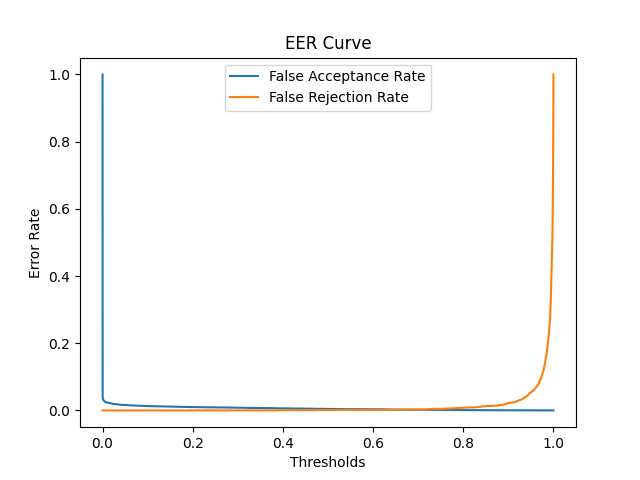 EER Curve
False Acceptance Rate
False Rejection Rate
Error Rate
1.0
0.8
0.6
0.4
0.2
0.0
0.0 0.2 0.4 0.6 0.8 1.0
Thresholds